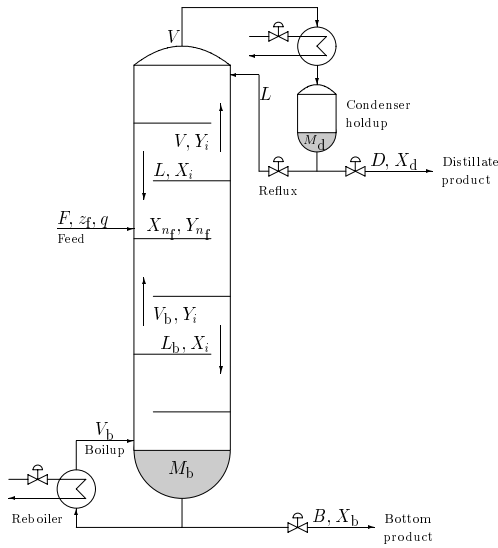 V
L
Condenser
holdup
M_d
V, Y_i
L, X_i
D, X_d
Distillate
product
Reflux
F, z_f, q
Feed
X_{n_f}, Y_{n_f}
V_b, Y_i
L_b, X_i
V_b
Boilup
M_b
Reboiler
B, X_b
Bottom
product